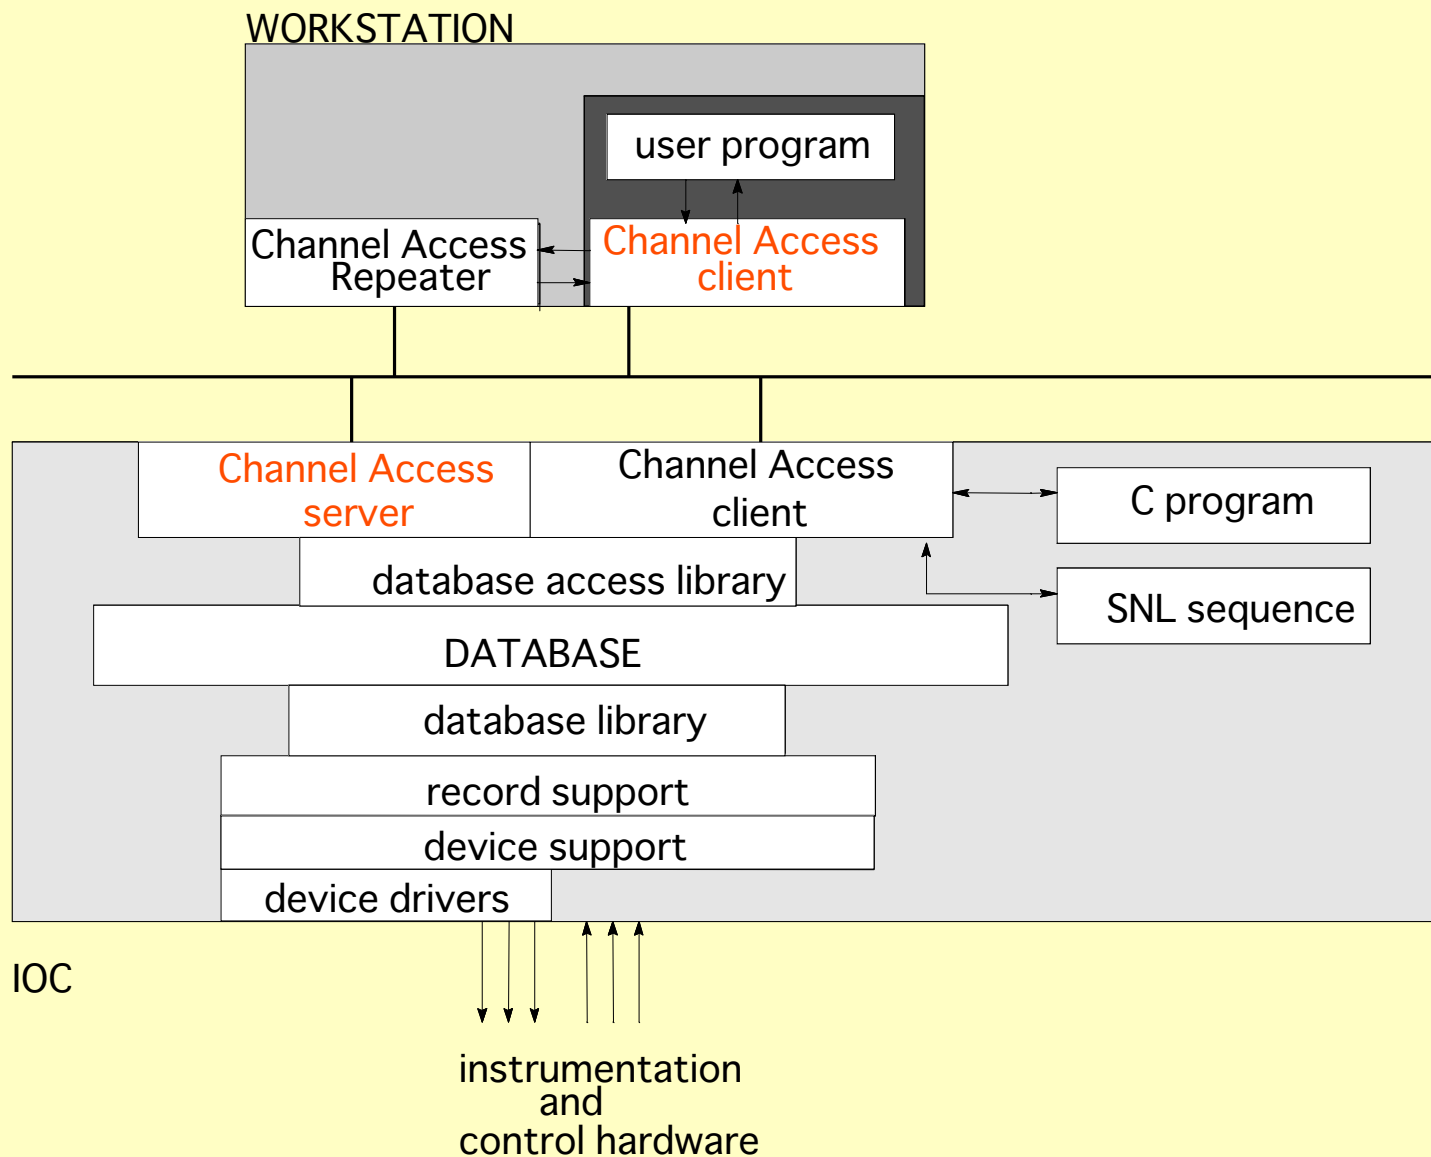 WORKSTATION
user program
Channel Access
Repeater
Channel Access
client
Channel Access
server
Channel Access
client
C program
SNL sequence
database access library
DATABASE
database library
record support
device support
device drivers
IOC
instrumentation
and
control hardware